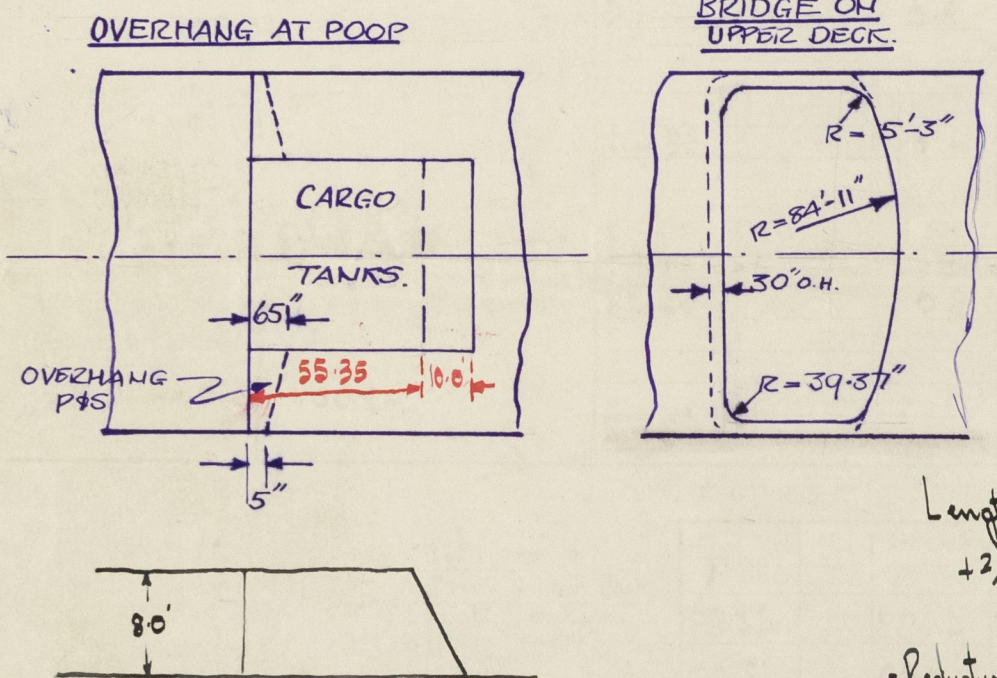 OVERHANG AT POOP
BRIDGE ON
UPPER DECK.
CARGO
TANKS.
65"
55·35
10·0'
OVERHANG
P&S
5"
R = 5'-3"
R=84'-11"
30" O.H.
R=39·37"
8·0'
+2